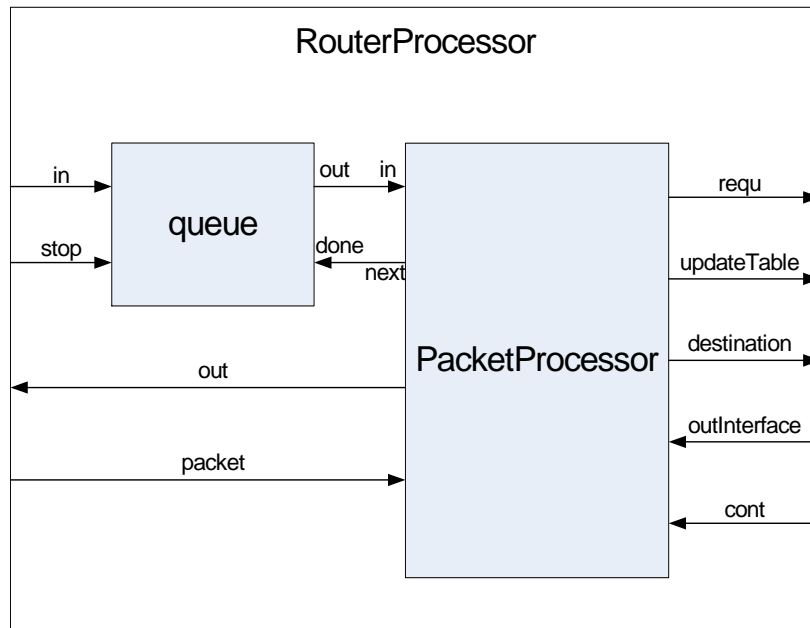 RouterProcessor
in
out
in
requ
queue
stop
done
next
updateTable
destination
PacketProcessor
out
outInterface
packet
cont